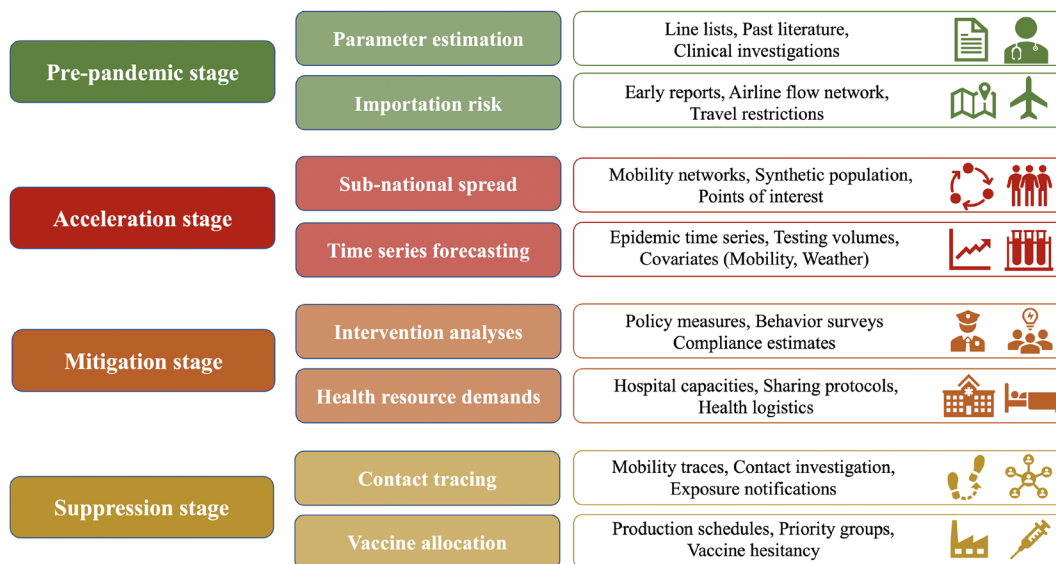 Pre-pandemic stage
Parameter estimation
Line lists, Past literature,
Clinical investigations
Importation risk
Early reports, Airline flow network,
Travel restrictions
Acceleration stage
Sub-national spread
Mobility networks, Synthetic population,
Points of interest
Time series forecasting
Epidemic time series, Testing volumes,
Covariates (Mobility, Weather)
Mitigation stage
Intervention analyses
Policy measures, Behavior surveys
Compliance estimates
Health resource demands
Hospital capacities, Sharing protocols,
Health logistics
Suppression stage
Contact tracing
Mobility traces, Contact investigation,
Exposure notifications
Vaccine allocation
Production schedules, Priority groups,
Vaccine hesitancy